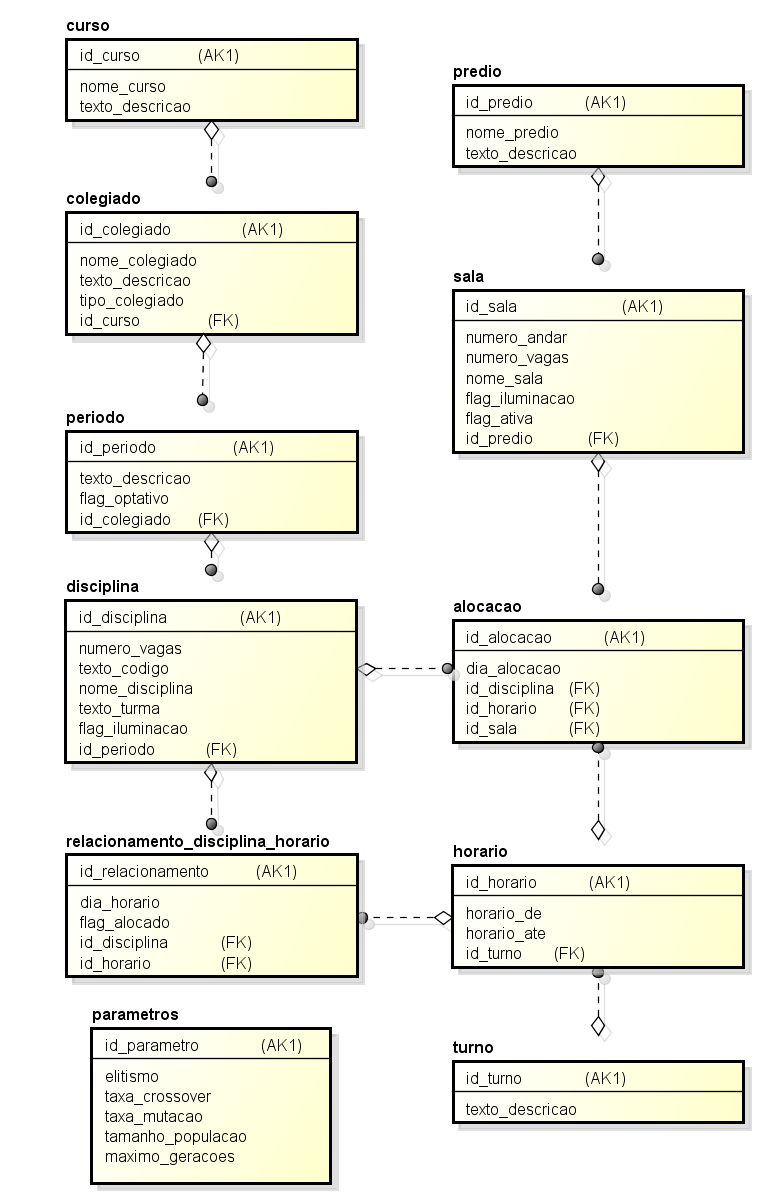 curso
id_curso (AK1)
nome_curso
texto_descricao
colegiado
id_colegiado (AK1)
nome_colegiado
texto_descricao
tipo_colegiado
id_curso (FK)
periodo
id_periodo (AK1)
texto_descricao
flag_optativo
id_colegiado (FK)
disciplina
id_disciplina (AK1)
numero_vagas
texto_codigo
nome_disciplina
texto_turma
flag_iluminacao
id_periodo (FK)
relacionamento_disciplina_horario
id_relacionamento (AK1)
dia_horario
flag_alocado
id_disciplina (FK)
id_horario (FK)
parametros
id_parametro (AK1)
elitismo
taxa_crossover
taxa_mutacao
tamanho_populacao
maximo_geracoes
predio
id_predio (AK1)
nome_predio
texto_descricao
sala
id_sala (AK1)
numero_andar
numero_vagas
nome_sala
flag_iluminacao
flag_ativa
id_predio (FK)
alocacao
id_alocacao (AK1)
dia_alocacao
id_disciplina (FK)
id_horario (FK)
id_sala (FK)
horario
id_horario (AK1)
horario_de
horario_ate
id_turno (FK)
turno
id_turno (AK1)
texto_descricao